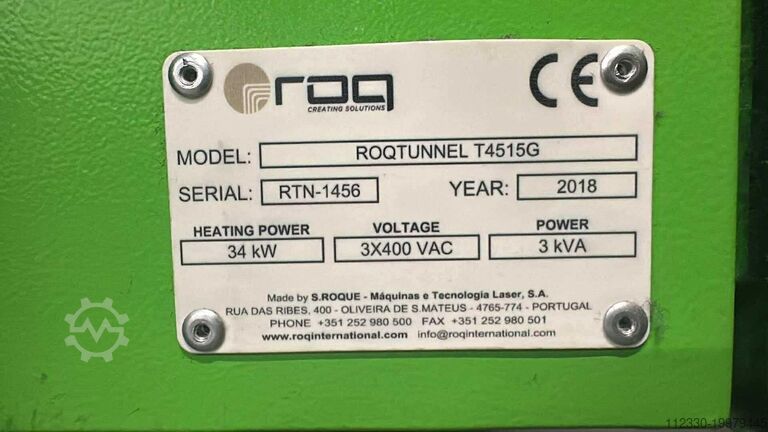 roq
CREATING SOLUTIONS
CE
MODEL: ROQTUNNEL T4515G
SERIAL: RTN-1456 YEAR: 2018
HEATING POWER VOLTAGE POWER
34 kW 3X400 VAC 3 kVA
Made by S.ROQUE - Máquinas e Tecnologia Laser, S.A.
RUA DAS RIBES, 400 - OLIVEIRA DE S.MATEUS - 4765-774 - PORTUGAL
PHONE +351 252 980 500 FAX +351 252 980 501
www.roqinternational.com info@roqinternational.com
112330-19979445